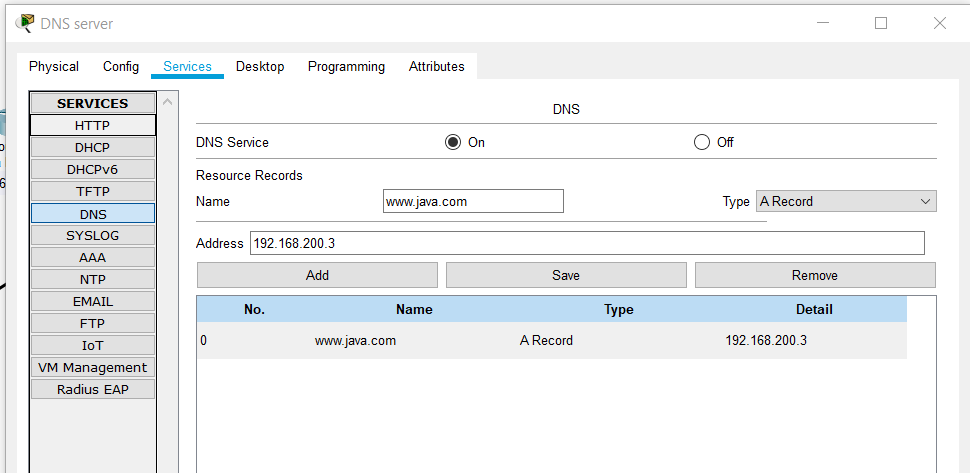 DNS server
Physical Config Services Desktop Programming Attributes
SERVICES
HTTP
DHCP
DHCPv6
TFTP
DNS
SYSLOG
AAA
NTP
EMAIL
FTP
IoT
VM Management
Radius EAP
DNS
DNS Service On Off
Resource Records
Name www.java.com Type A Record
Address 192.168.200.3
Add Save Remove
No. Name Type Detail
0 www.java.com A Record 192.168.200.3